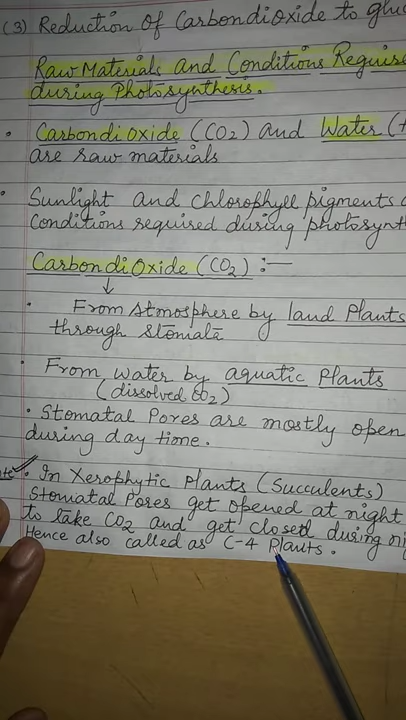 (3) Reduction of Carbondioxide to gluc
Raw Materials and Conditions Require
during Photosynthesis.
• Carbondioxide (CO2) and Water (
are raw materials
• Sunlight and Chlorophyll pigments
Conditions required during photosynt
Carbondioxide (CO2) :—
↓
• From Atmosphere by land Plants
through Stomata
• From water by aquatic Plants
(dissolved CO2)
• Stomatal Pores are mostly open
during day time.
• In Xerophytic Plants (Succulents)
Stomatal Pores get opened at night
to take CO2 and get closed during
Hence also called as C-4 Plants.